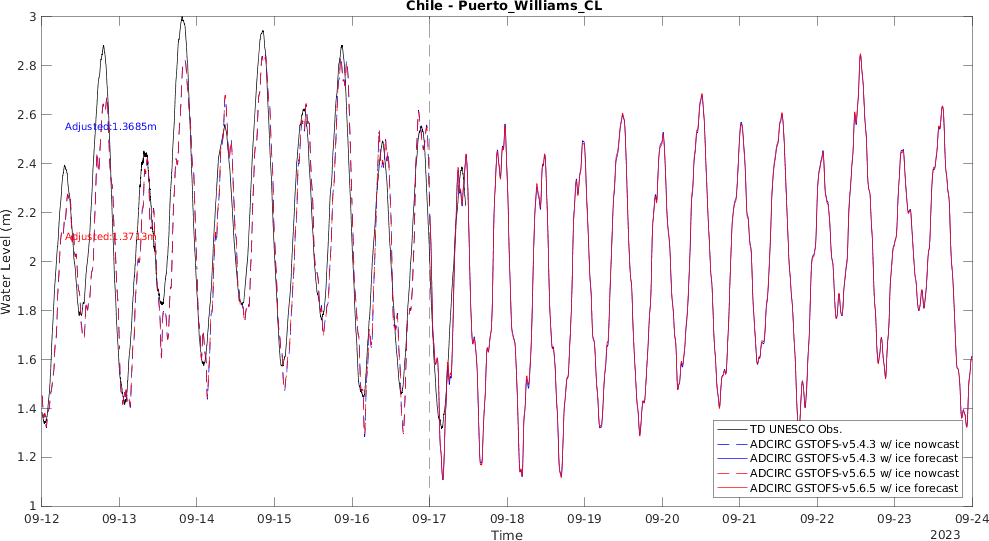 Chile - Puerto_Williams_CL
3
2.8
2.6
2.4
2.2
2
1.8
1.6
1.4
1.2
1
Water Level (m)
Adjusted:1.3685m
Adjusted:1.3713m
TD UNESCO Obs.
ADCIRC GSTOFS-v5.4.3 w/ ice nowcast
ADCIRC GSTOFS-v5.4.3 w/ ice forecast
ADCIRC GSTOFS-v5.6.5 w/ ice nowcast
ADCIRC GSTOFS-v5.6.5 w/ ice forecast
09-12 09-13 09-14 09-15 09-16 09-17 09-18 09-19 09-20 09-21 09-22 09-23 09-24
Time
2023